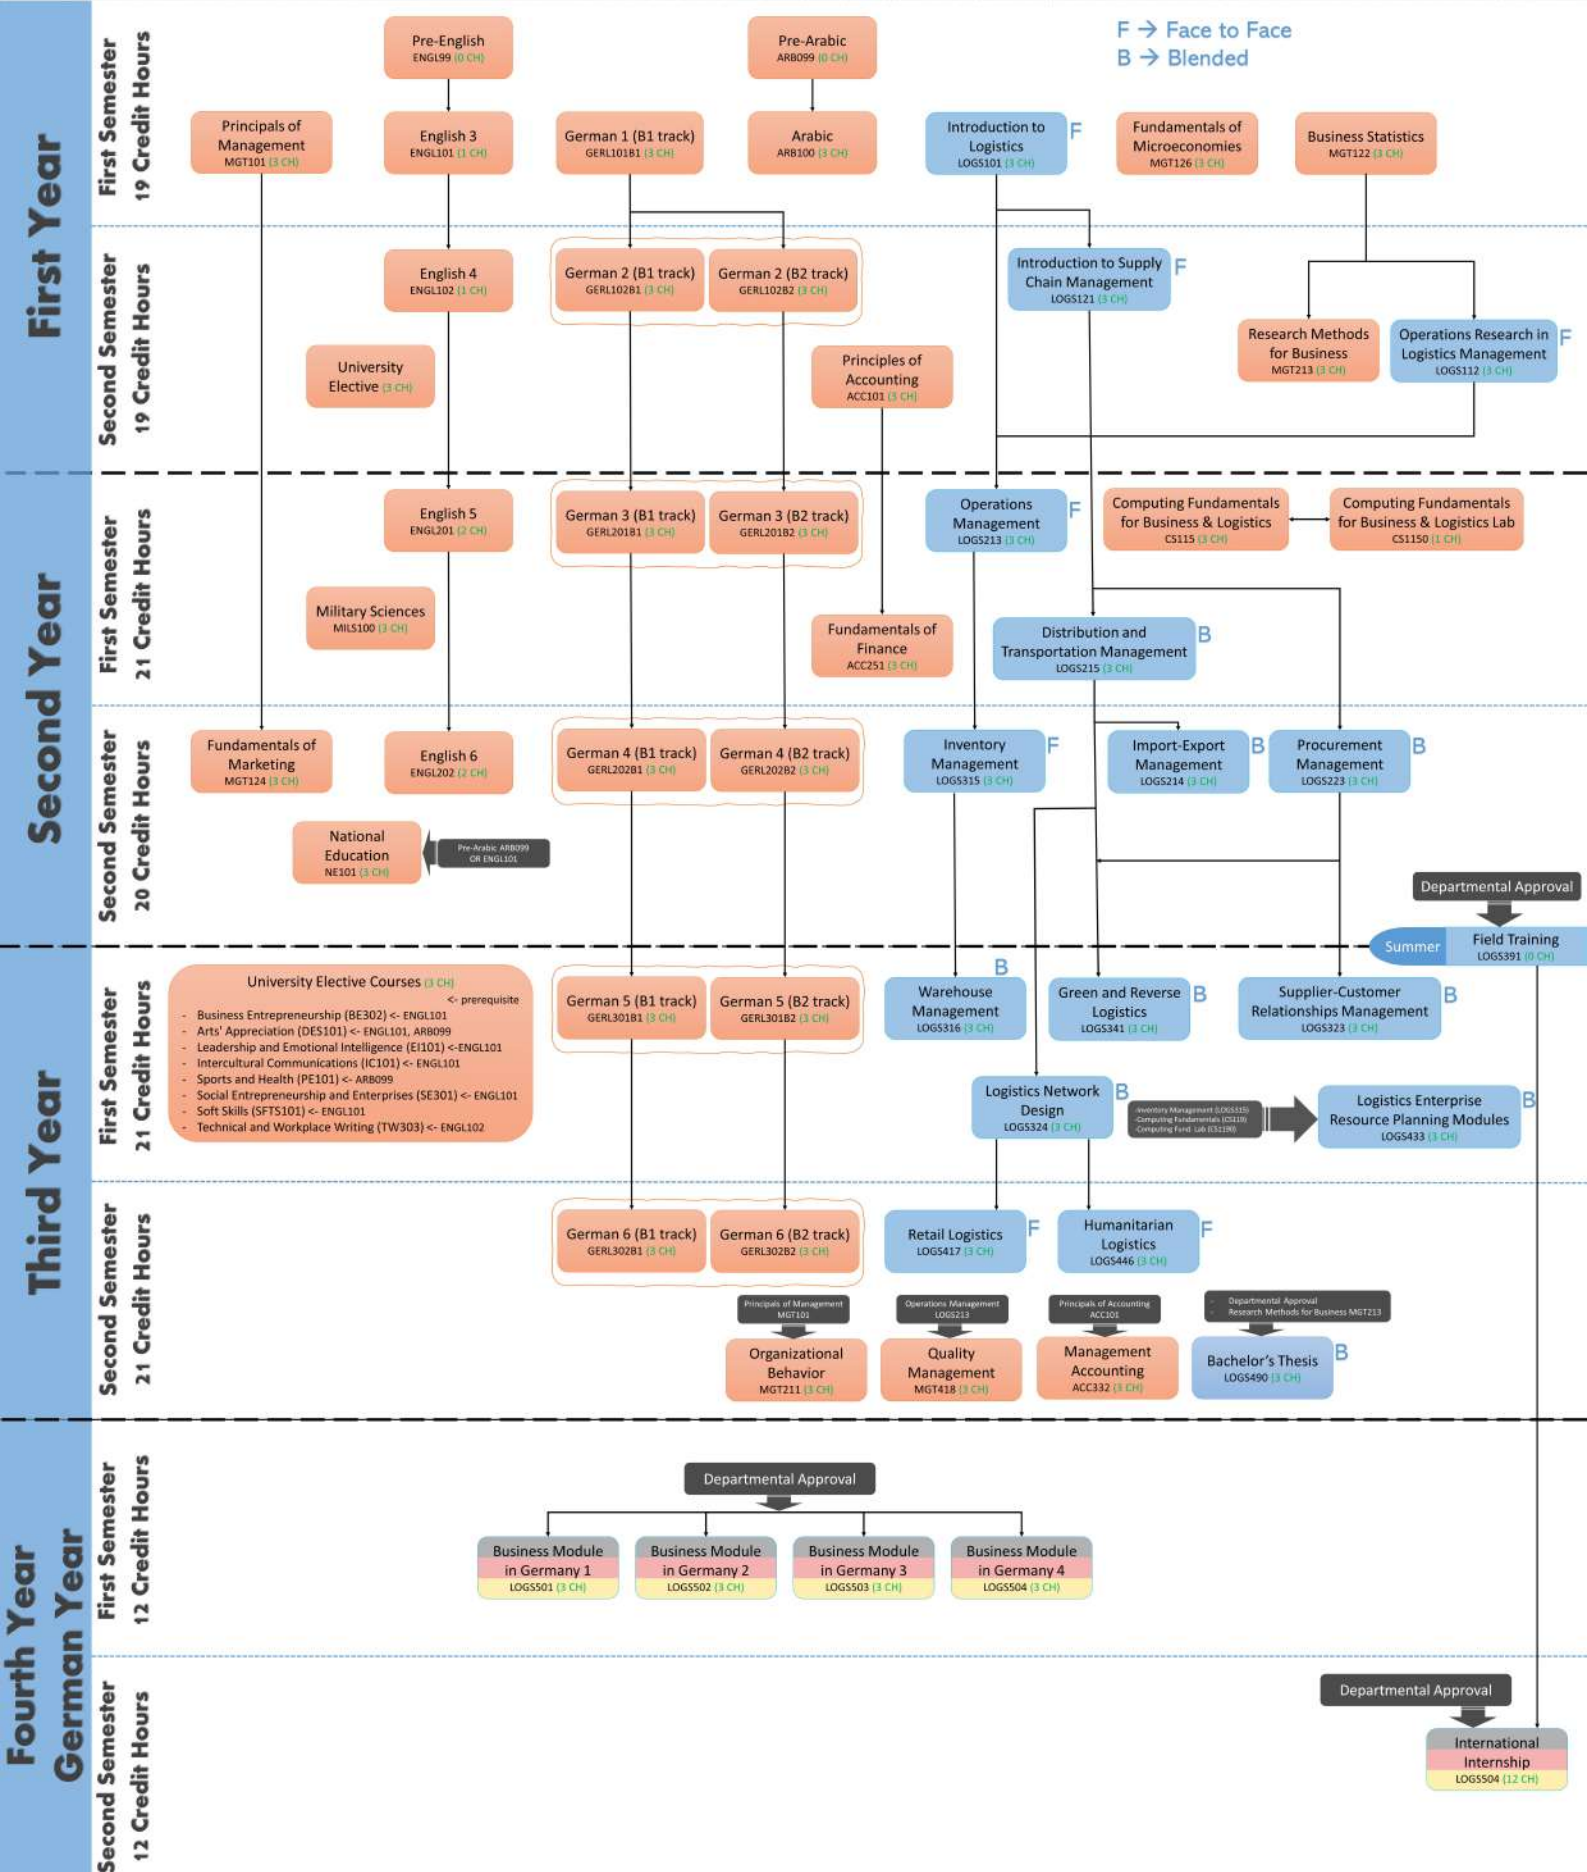 F → Face to Face
B → Blended
First Year
First Semester
19 Credit Hours
Pre-English
ENGL99 (0 CH)
Pre-Arabic
ARB099 (0 CH)
Principals of
Management
MGT101 (3 CH)
English 3
ENGL101 (1 CH)
German 1 (B1 track)
GERL101B1 (3 CH)
Arabic
ARB100 (3 CH)
Introduction to
Logistics
LOGS101 (3 CH)
F
Fundamentals of
Microeconomies
MGT126 (3 CH)
Business Statistics
MGT122 (3 CH)
Second Semester
19 Credit Hours
English 4
ENGL102 (1 CH)
German 2 (B1 track)
GERL102B1 (3 CH)
German 2 (B2 track)
GERL102B2 (3 CH)
Introduction to Supply
Chain Management
LOGS121 (3 CH)
F
University
Elective (3 CH)
Principles of
Accounting
ACC101 (3 CH)
Research Methods
for Business
MGT213 (3 CH)
Operations Research in
Logistics Management
LOGS112 (3 CH)
F
Second Year
First Semester
21 Credit Hours
English 5
ENGL201 (2 CH)
German 3 (B1 track)
GERL201B1 (3 CH)
German 3 (B2 track)
GERL201B2 (3 CH)
Operations
Management
LOGS213 (3 CH)
F
Computing Fundamentals
for Business & Logistics
CS115 (3 CH)
Computing Fundamentals
for Business & Logistics Lab
CS1150 (1 CH)
Military Sciences
MILS100 (3 CH)
Fundamentals of
Finance
ACC251 (3 CH)
Distribution and
Transportation Management
LOGS215 (3 CH)
B
Second Semester
20 Credit Hours
Fundamentals of
Marketing
MGT124 (3 CH)
English 6
ENGL202 (2 CH)
German 4 (B1 track)
GERL202B1 (3 CH)
German 4 (B2 track)
GERL202B2 (3 CH)
Inventory
Management
LOGS315 (3 CH)
F
Import-Export
Management
LOGS214 (3 CH)
B
Procurement
Management
LOGS223 (3 CH)
B
National
Education
NE101 (3 CH)
Pre-Arabic ARB099
OR ENGL101
Departmental Approval
Summer
Field Training
LOGS391 (0 CH)
Third Year
First Semester
21 Credit Hours
University Elective Courses (3 CH)
<- prerequisite
- Business Entrepreneurship (BE302) <- ENGL101
- Arts' Appreciation (DES101) <- ENGL101, ARB099
- Leadership and Emotional Intelligence (EI101) <-ENGL101
- Intercultural Communications (IC101) <- ENGL101
- Sports and Health (PE101) <- ARB099
- Social Entrepreneurship and Enterprises (SE301) <- ENGL101
- Soft Skills (SFTS101) <- ENGL101
- Technical and Workplace Writing (TW303) <- ENGL102
German 5 (B1 track)
GERL301B1 (3 CH)
German 5 (B2 track)
GERL301B2 (3 CH)
B
Warehouse
Management
LOGS316 (3 CH)
Green and Reverse
Logistics
LOGS341 (3 CH)
B
Supplier-Customer
Relationships Management
LOGS323 (3 CH)
B
Logistics Network
Design
LOGS324 (3 CH)
B
-Inventory Management (LOGS315)
-Computing Fundamentals (CS119)
-Computing Fund. Lab (CS1190)
Logistics Enterprise
Resource Planning Modules
LOGS433 (3 CH)
B
Second Semester
21 Credit Hours
German 6 (B1 track)
GERL302B1 (3 CH)
German 6 (B2 track)
GERL302B2 (3 CH)
Retail Logistics
LOGS417 (3 CH)
F
Humanitarian
Logistics
LOGS446 (3 CH)
F
Principals of Management
MGT101
Organizational
Behavior
MGT211 (3 CH)
Operations Management
LOGS213
Quality
Management
MGT418 (3 CH)
Principals of Accounting
ACC101
Management
Accounting
ACC332 (3 CH)
- Departmental Approval
- Research Methods for Business MGT213
Bachelor's Thesis
LOGS490 (3 CH)
B
Fourth Year
German Year
First Semester
12 Credit Hours
Departmental Approval
Business Module
in Germany 1
LOGS501 (3 CH)
Business Module
in Germany 2
LOGS502 (3 CH)
Business Module
in Germany 3
LOGS503 (3 CH)
Business Module
in Germany 4
LOGS504 (3 CH)
Second Semester
12 Credit Hours
Departmental Approval
International
Internship
LOGS504 (12 CH)